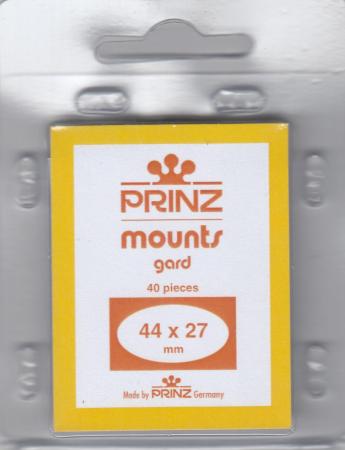 PRINZ
mounts
gard
40 pieces
44 x 27
mm
Made by PRINZ Germany